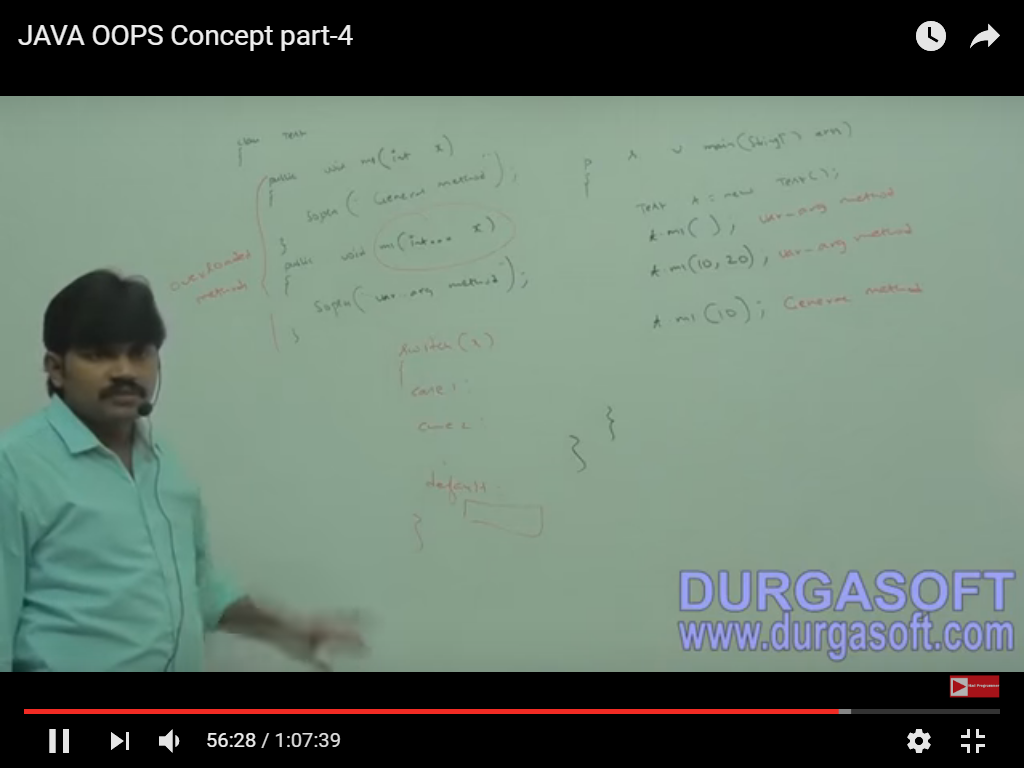 JAVA OOPS Concept part-4
class Test
{
public void m1(int x)
{
Sopln("General method");
}
public void m1(int... x)
{
Sopln("var-arg method");
}
overloaded
methods
p s v main(String[] args)
{
Test t = new Test();
t.m1( ); var-arg method
t.m1(10,20), var-arg method
t.m1(10); General method
}
}
switch(x)
{
case 1:
case 2:
default:
}
DURGASOFT
www.durgasoft.com
56:28 / 1:07:39